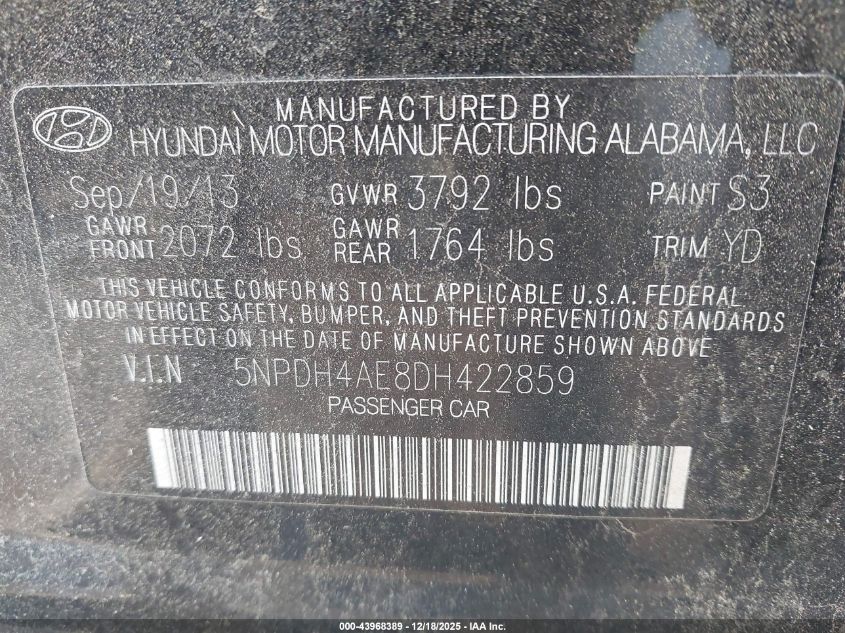 MANUFACTURED BY
HYUNDAI MOTOR MANUFACTURING ALABAMA, LLC
Sep/19/13 GVWR 3792 lbs PAINT S3
GAWR FRONT 2072 lbs GAWR REAR 1764 lbs TRIM YD
THIS VEHICLE CONFORMS TO ALL APPLICABLE U.S.A. FEDERAL
MOTOR VEHICLE SAFETY, BUMPER, AND THEFT PREVENTION STANDARDS
IN EFFECT ON THE DATE OF MANUFACTURE SHOWN ABOVE
V.I.N 5NPDH4AE8DH422859
PASSENGER CAR
000-43968389 - 12/18/2025 - IAA Inc.